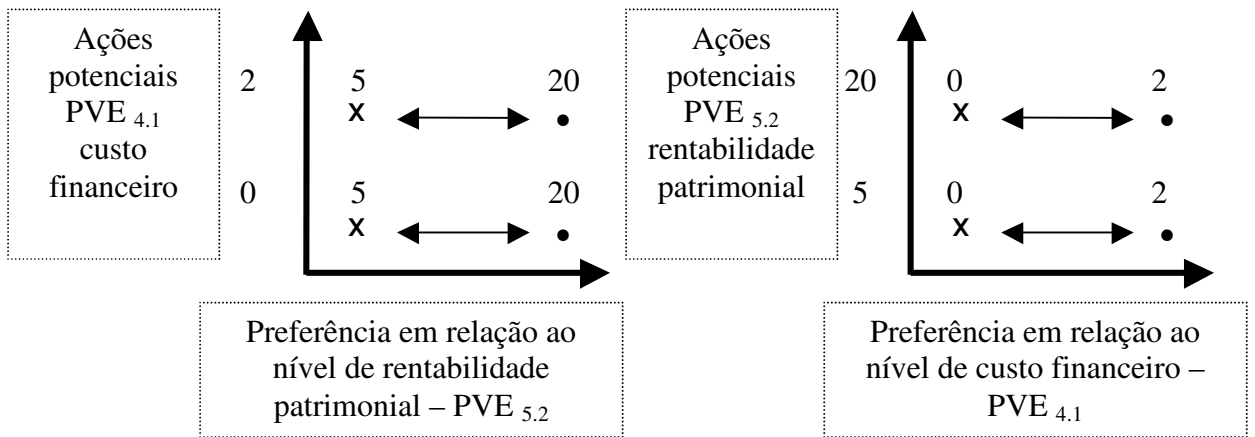 Ações
potenciais
PVE 4.1
custo
financeiro
2 5 20
x •
0 5 20
x •
Preferência em relação ao
nível de rentabilidade
patrimonial – PVE 5.2
Ações
potenciais
PVE 5.2
rentabilidade
patrimonial
20 0 2
x •
5 0 2
x •
Preferência em relação ao
nível de custo financeiro –
PVE 4.1